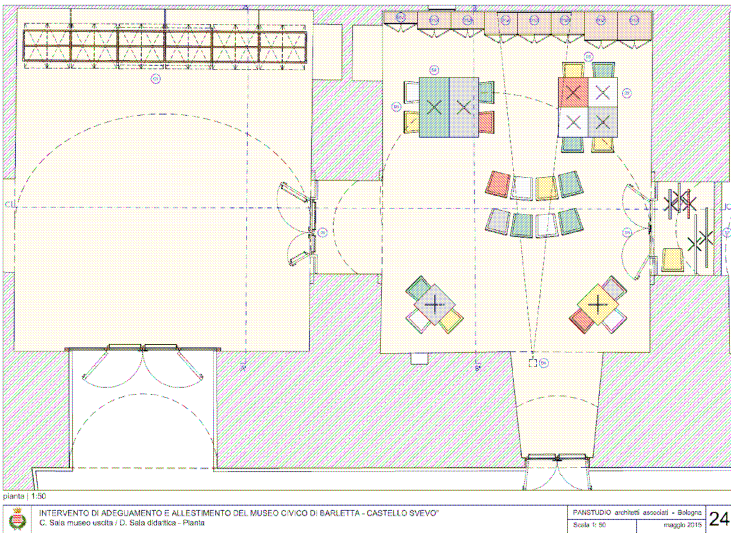 pianta | 1:50
INTERVENTO DI ADEGUAMENTO E ALLESTIMENTO DEL MUSEO CIVICO DI BARLETTA - CASTELLO SVEVO"
C. Sala museo uscita / D. Sala didattica - Pianta
PANSTUDIO architetti associati - Bologna
Scala 1: 50
maggio 2015
24